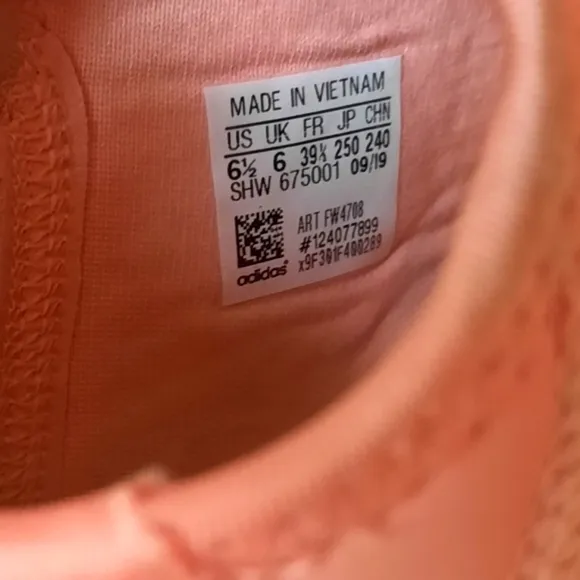 MADE IN VIETNAM
US UK FR JP CHN
6½ 6 39⅓ 250 240
SHW 675001 09/19
ART FW4708
#124077899
x9F301F400289
adidas